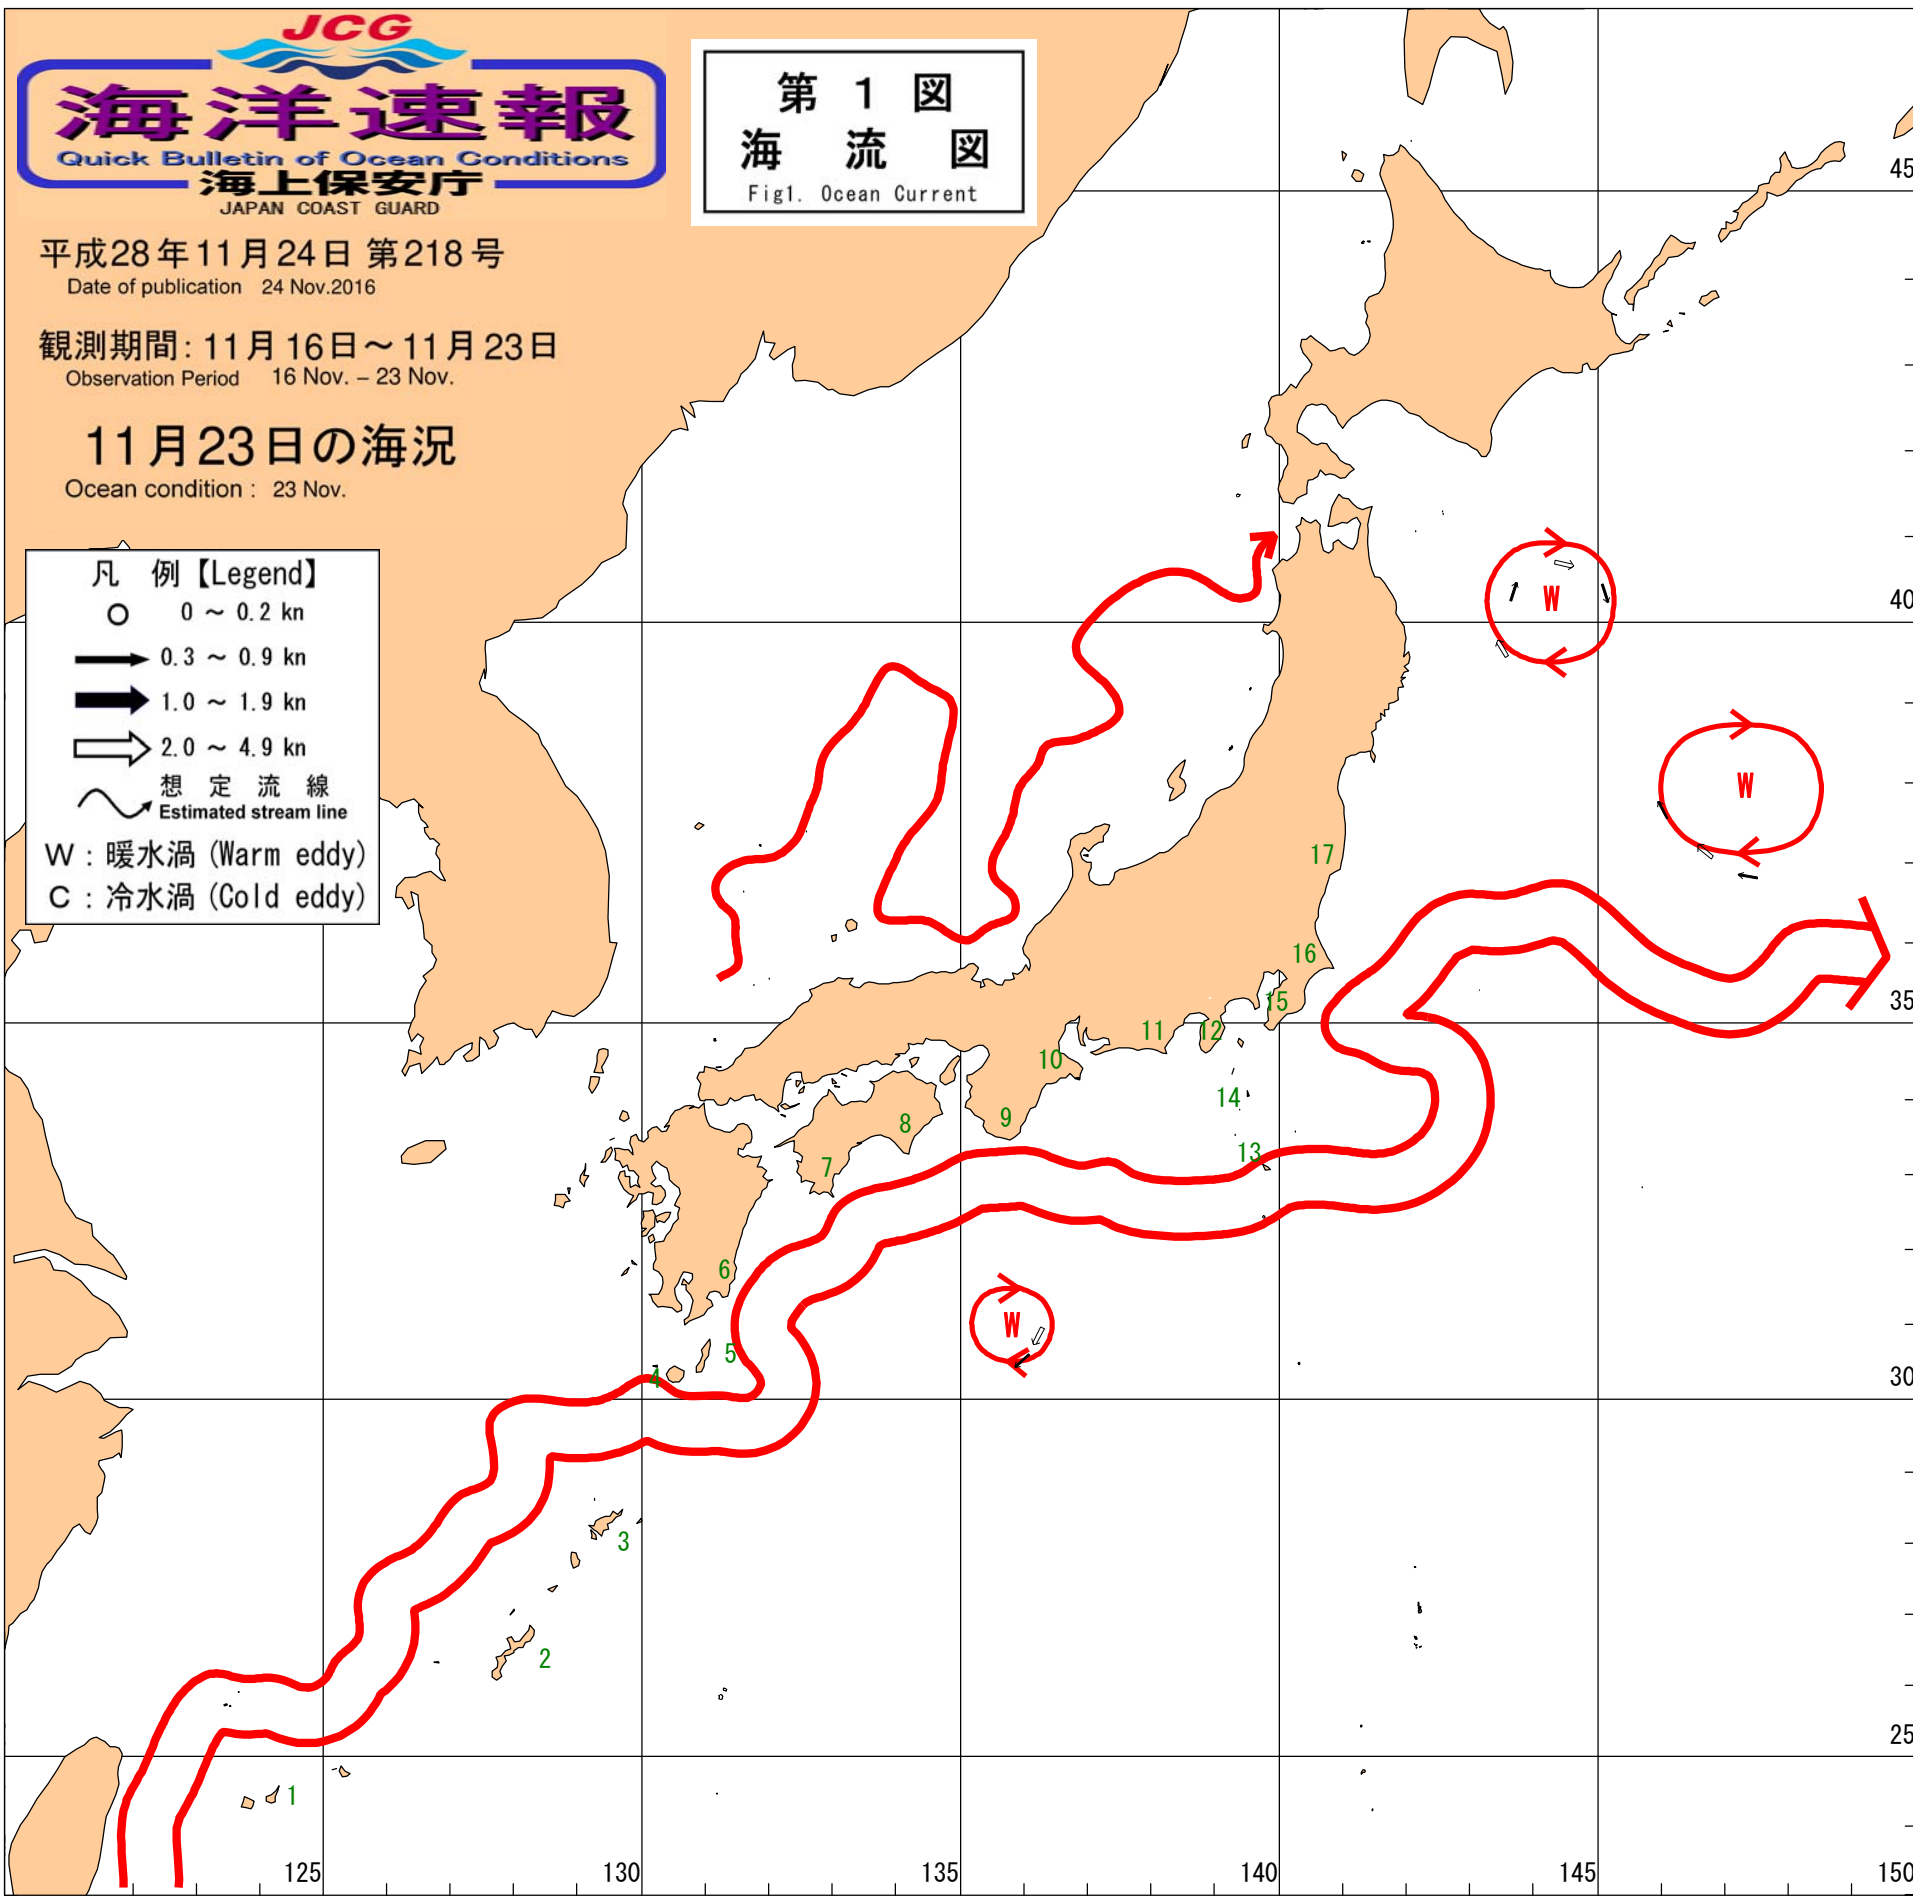 JCG
海洋速報
Quick Bulletin of Ocean Conditions
海上保安庁
JAPAN COAST GUARD
第 1 図
海 流 図
Fig1. Ocean Current
平成28年11月24日 第218号
Date of publication 24 Nov.2016
観測期間: 11月16日~11月23日
Observation Period 16 Nov. – 23 Nov.
11月23日の海況
Ocean condition : 23 Nov.
凡 例【Legend】
0 ~ 0.2 kn
0.3 ~ 0.9 kn
1.0 ~ 1.9 kn
2.0 ~ 4.9 kn
想 定 流 線
Estimated stream line
W : 暖水渦 (Warm eddy)
C : 冷水渦 (Cold eddy)
45
40
35
30
25
W
W
W
17
16
15
14
13
12
11
10
9
8
7
6
5
4
3
2
1
125
130
135
140
145
150